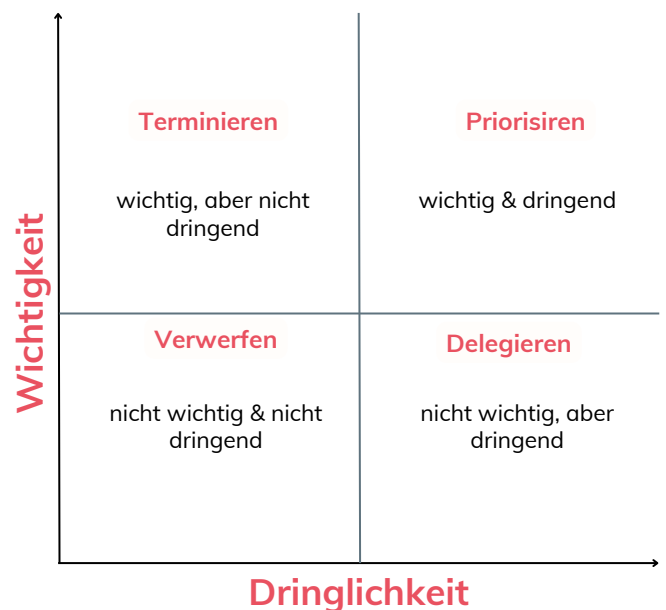 Wichtigkeit
Terminieren
wichtig, aber nicht
dringend
Priorisiren
wichtig & dringend
Verwerfen
nicht wichtig & nicht
dringend
Delegieren
nicht wichtig, aber
dringend
Dringlichkeit